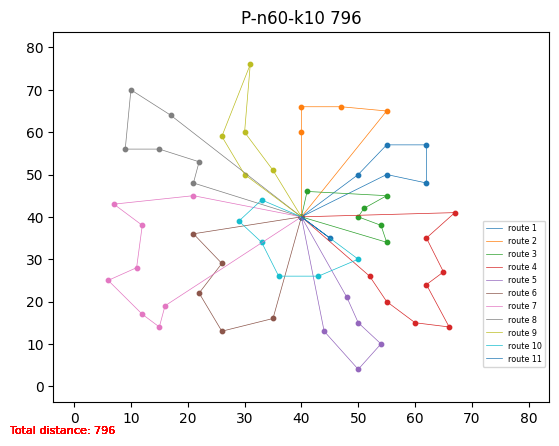 P-n60-k10 796
80
70
60
50
40
30
20
10
0
0 10 20 30 40 50 60 70 80
route 1
route 2
route 3
route 4
route 5
route 6
route 7
route 8
route 9
route 10
route 11
Total distance: 796